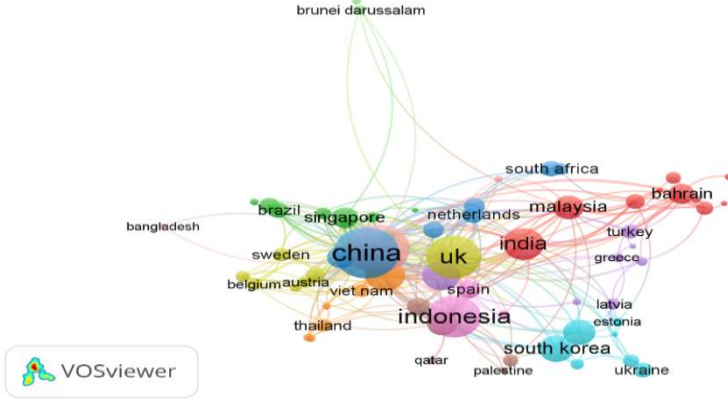 brunei darussalam
south africa
bahrain
malaysia
brazil
singapore
netherlands
bangladesh
turkey
india
china
uk
sweden
greece
belgium
austria
viet nam
spain
latvia
indonesia
estonia
thailand
south korea
qatar
palestine
ukraine
VOSviewer